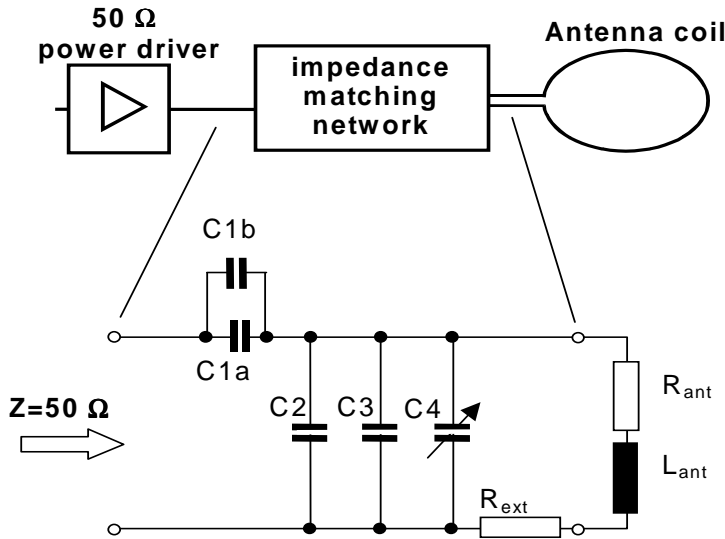 50 Ω
power driver
impedance
matching
network
Antenna coil
C1b
C1a
C2
C3
C4
Z=50 Ω
Rext
Rant
Lant